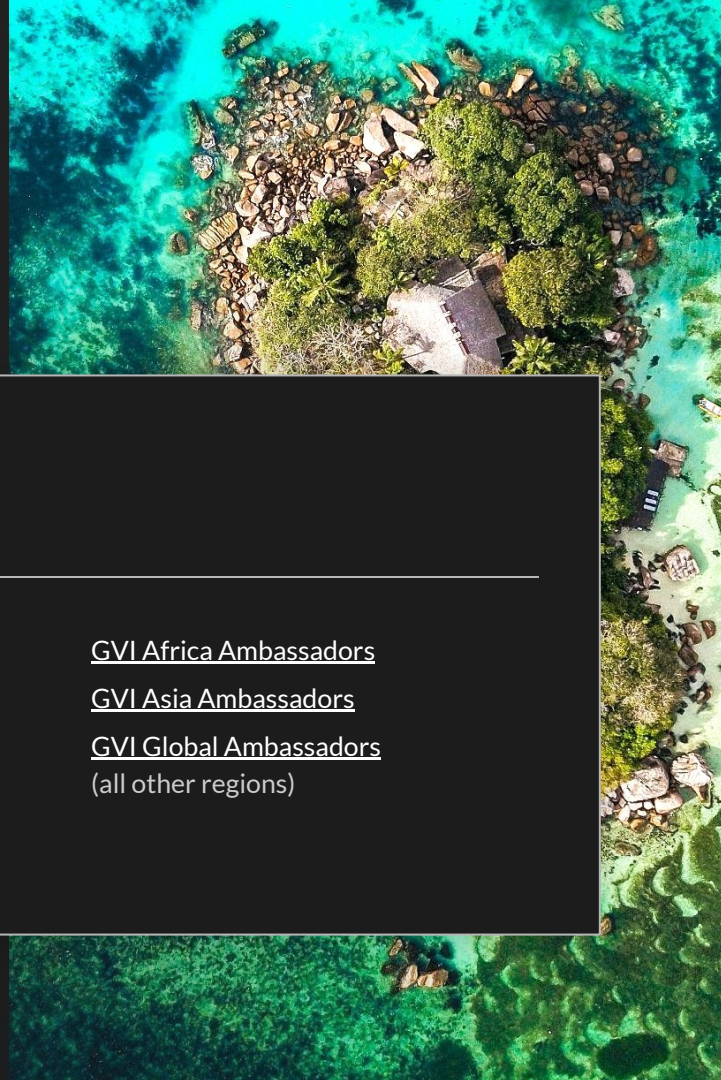 GVI Africa Ambassadors
GVI Asia Ambassadors
GVI Global Ambassadors
(all other regions)